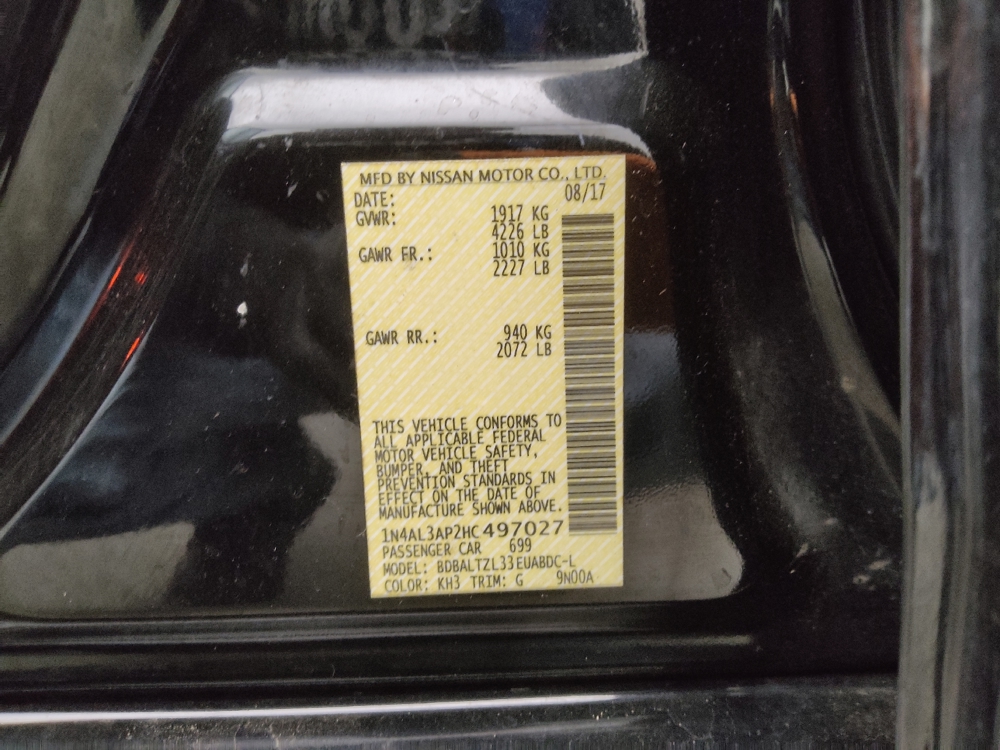 MFD BY NISSAN MOTOR CO., LTD.
DATE: 08/17
GVWR: 1917 KG
4226 LB
GAWR FR.: 1010 KG
2227 LB
GAWR RR.: 940 KG
2072 LB
THIS VEHICLE CONFORMS TO
ALL APPLICABLE FEDERAL
MOTOR VEHICLE SAFETY,
BUMPER, AND THEFT
PREVENTION STANDARDS IN
EFFECT ON THE DATE OF
MANUFACTURE SHOWN ABOVE.
1N4AL3AP2HC497027
PASSENGER CAR 699
MODEL: BDBALTZL33EUABDC-L
COLOR: KH3 TRIM: G 9N00A